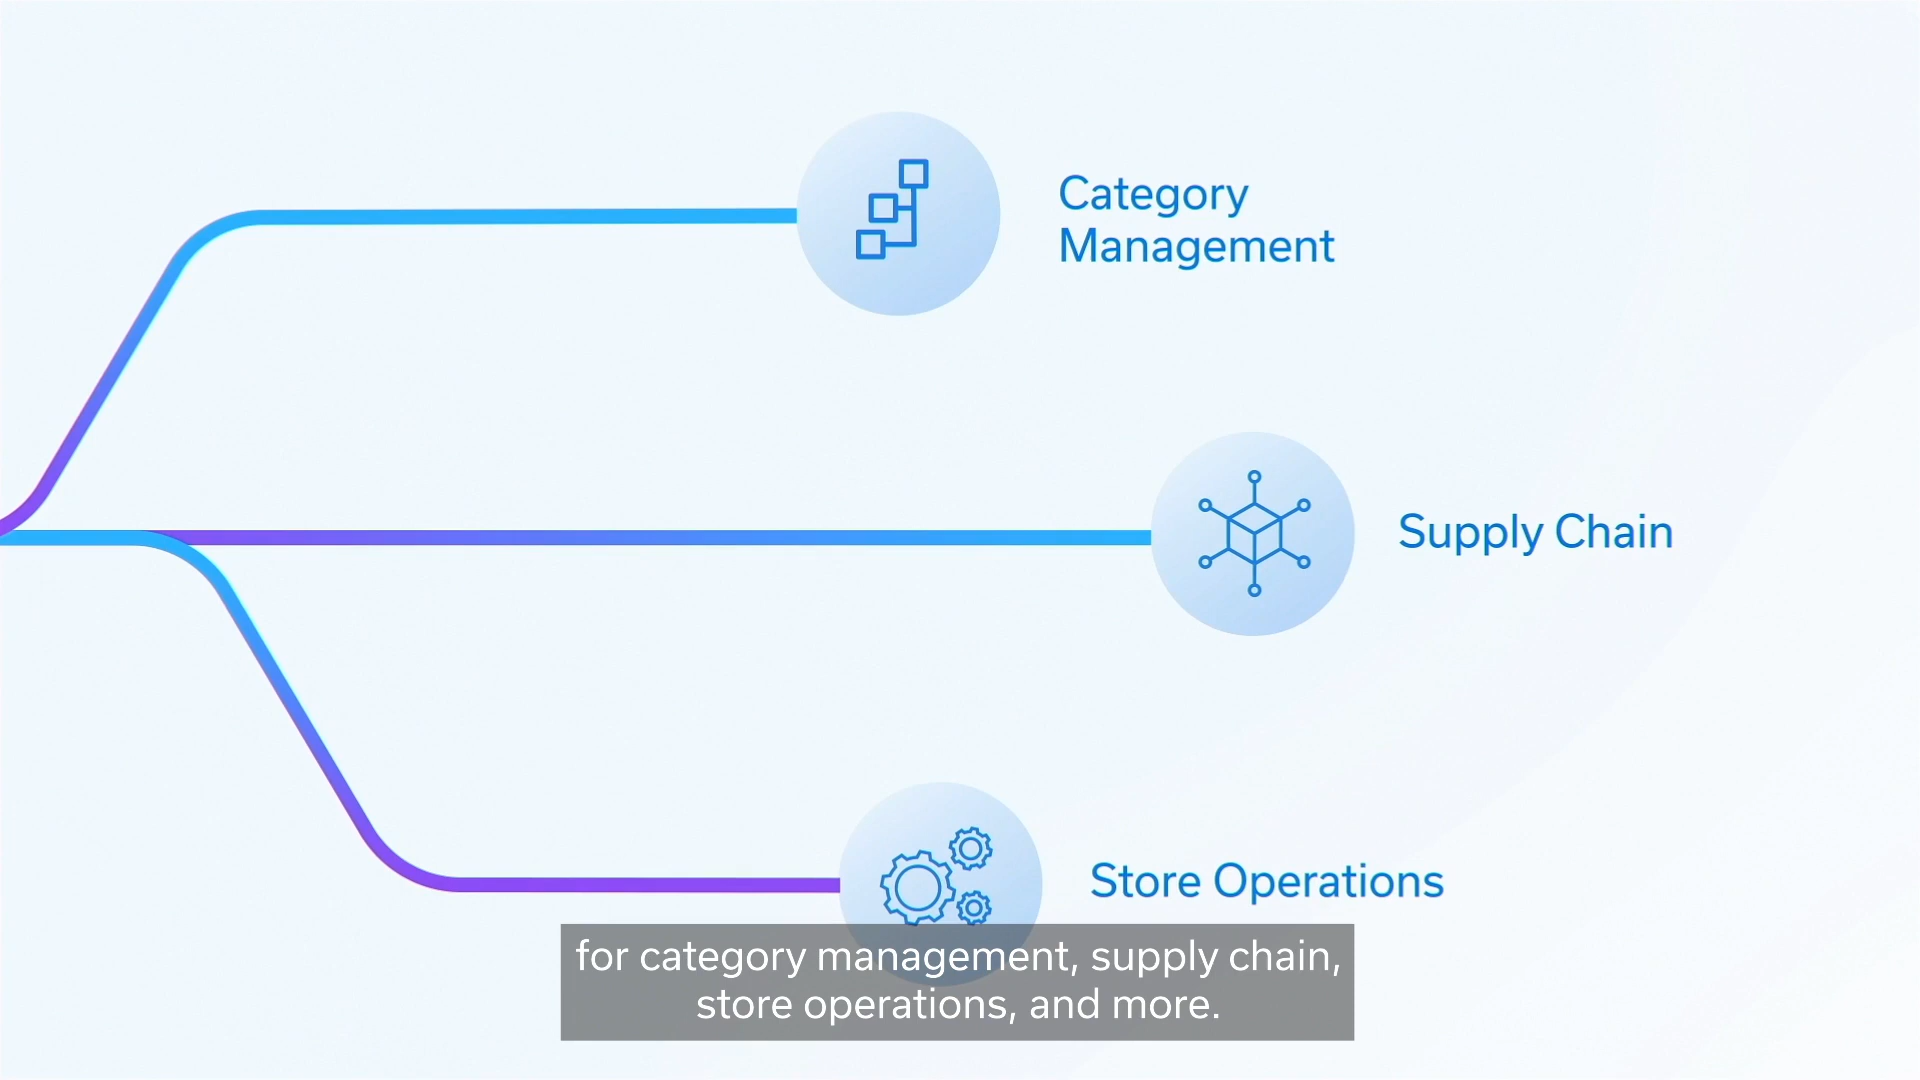 Category
Management
Supply Chain
Store Operations
for category management, supply chain,
store operations, and more.